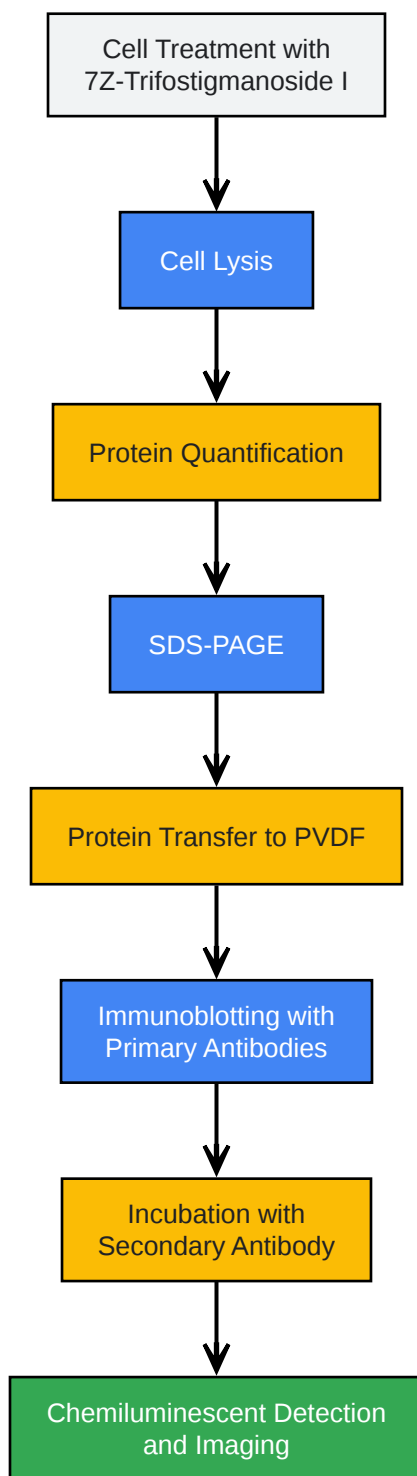 Cell Treatment with
7Z-Trifostigmanoside I
Cell Lysis
Protein Quantification
SDS-PAGE
Protein Transfer to PVDF
Immunoblotting with
Primary Antibodies
Incubation with
Secondary Antibody
Chemiluminescent Detection
and Imaging